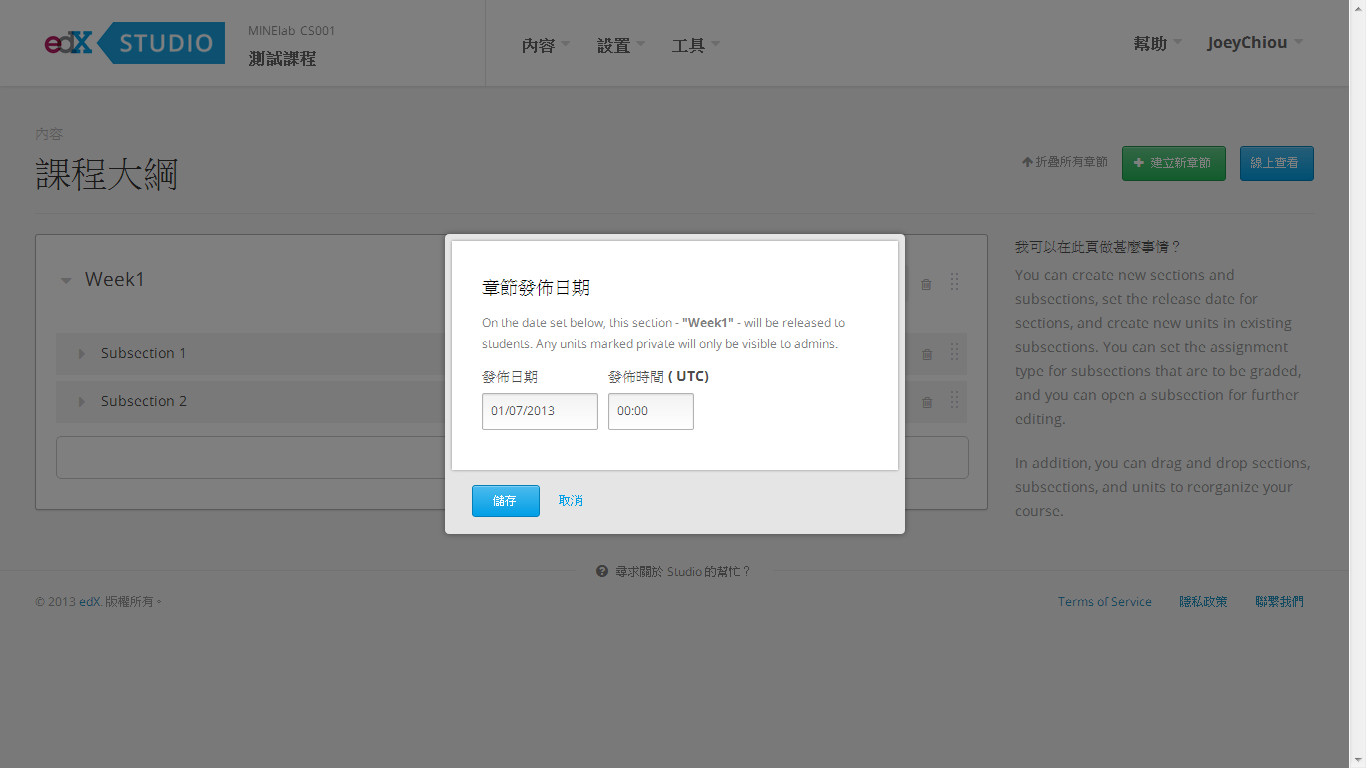 edX STUDIO
MINElab CS001
測試課程
內容
設置
工具
幫助
JoeyChiou
內容
課程大綱
折疊所有章節
建立新章節
線上查看
Week1
Subsection 1
Subsection 2
章節發佈日期
On the date set below, this section - "Week1" - will be released to
students. Any units marked private will only be visible to admins.
發佈日期
發佈時間 ( UTC)
01/07/2013
00:00
儲存
取消
我可以在此頁做甚麼事情？
You can create new sections and
subsections, set the release date for
sections, and create new units in existing
subsections. You can set the assignment
type for subsections that are to be graded,
and you can open a subsection for further
editing.
In addition, you can drag and drop sections,
subsections, and units to reorganize your
course.
尋求關於 Studio 的幫忙？
© 2013 edX. 版權所有。
Terms of Service
隱私政策
聯繫我們